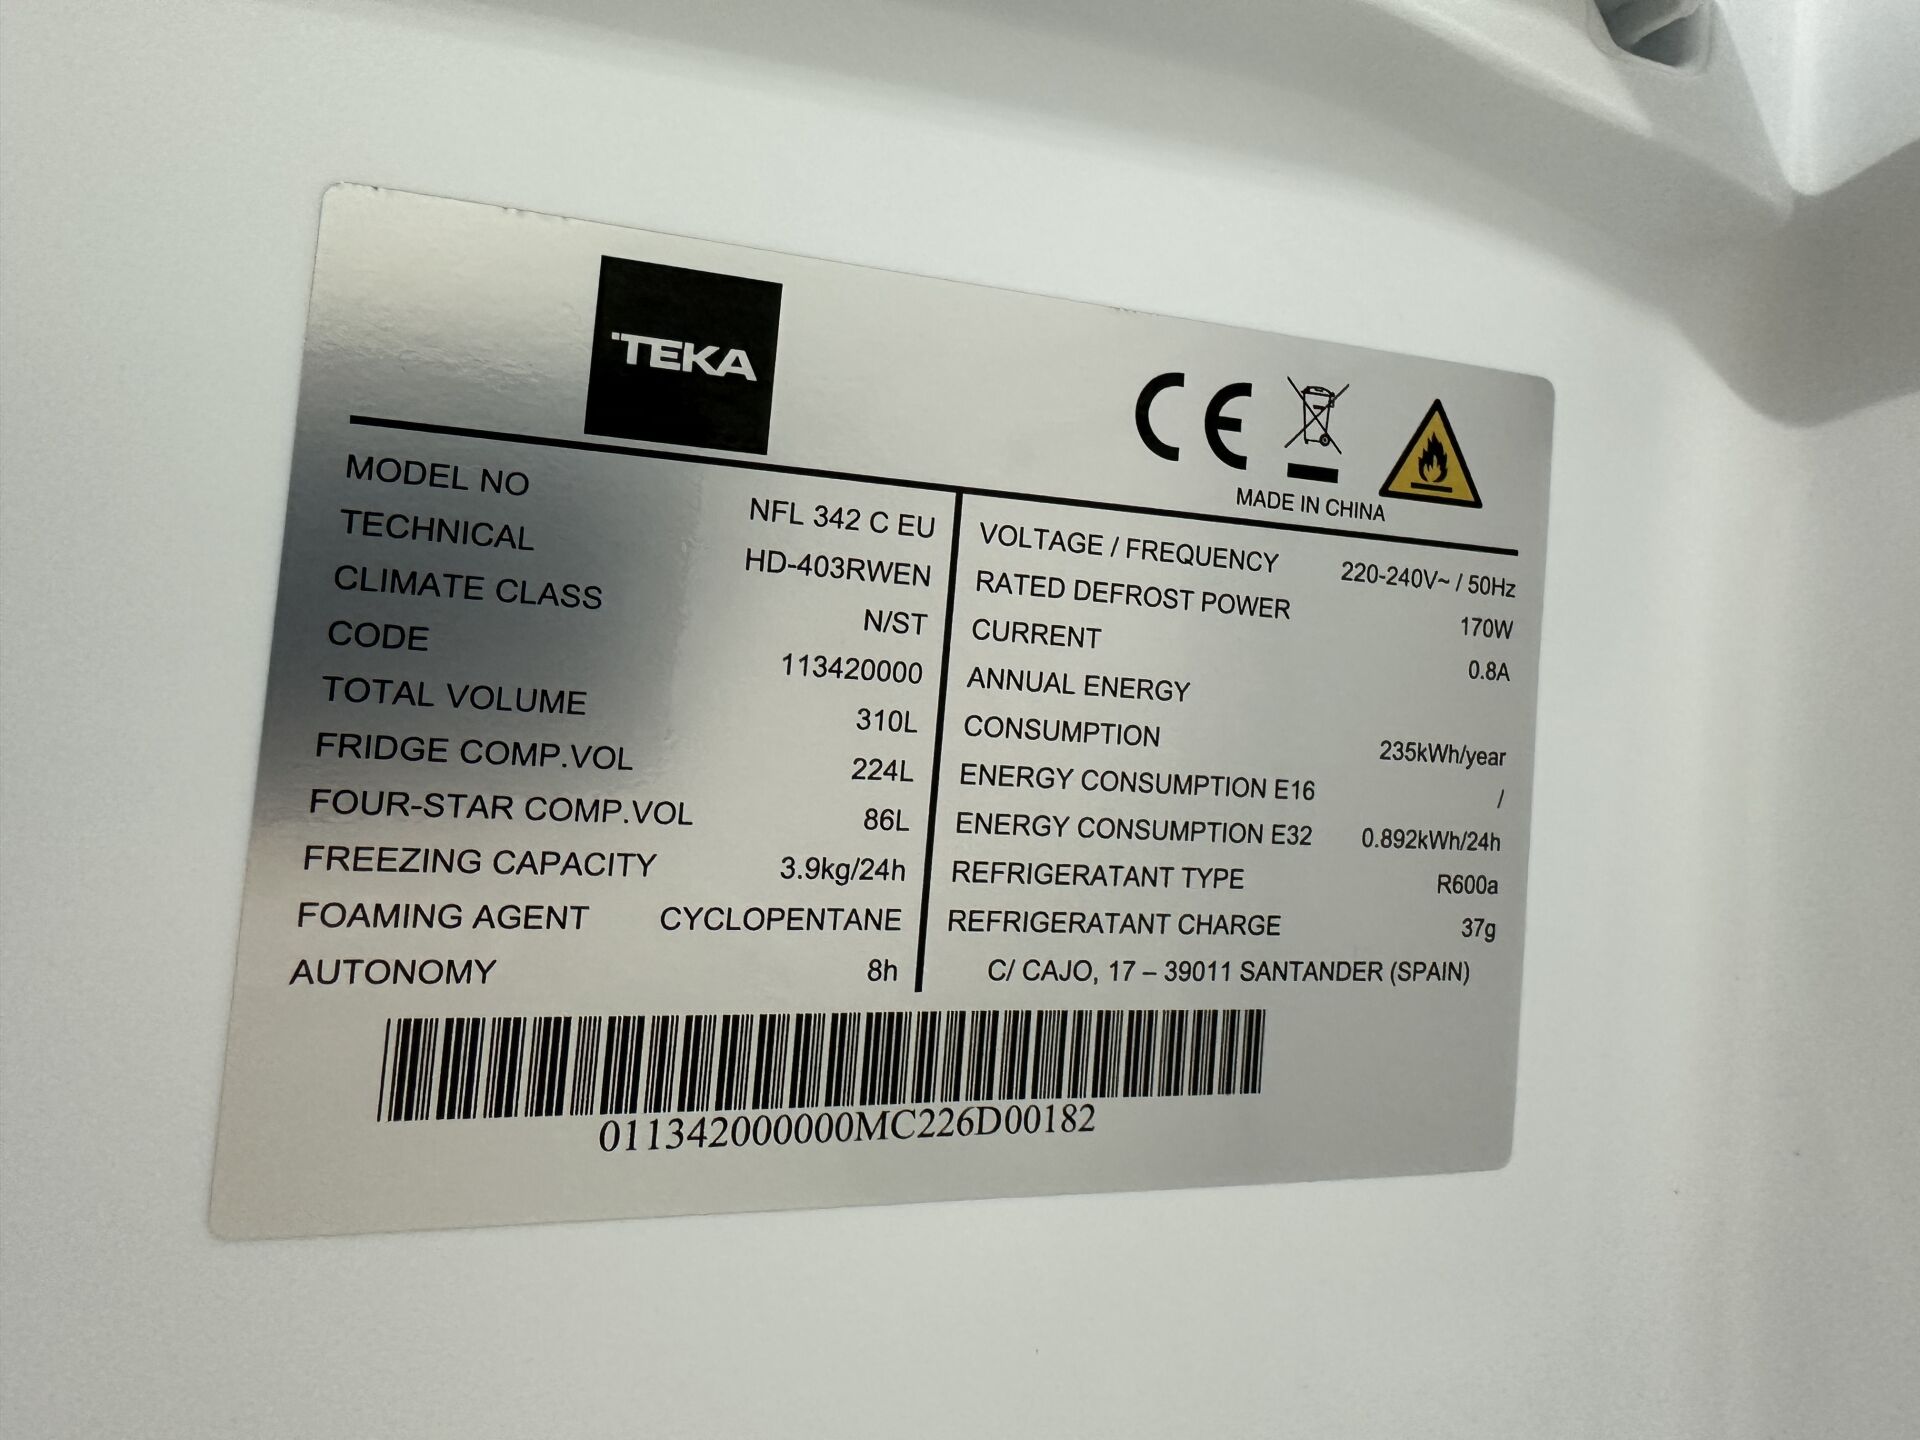 TEKA
CE
MADE IN CHINA
MODEL NO NFL 342 C EU
TECHNICAL HD-403RWEN
CLIMATE CLASS N/ST
CODE 113420000
TOTAL VOLUME 310L
FRIDGE COMP.VOL 224L
FOUR-STAR COMP.VOL 86L
FREEZING CAPACITY 3.9kg/24h
FOAMING AGENT CYCLOPENTANE
AUTONOMY 8h
VOLTAGE / FREQUENCY 220-240V~ / 50Hz
RATED DEFROST POWER 170W
CURRENT 0.8A
ANNUAL ENERGY
CONSUMPTION 235kWh/year
ENERGY CONSUMPTION E16 /
ENERGY CONSUMPTION E32 0.892kWh/24h
REFRIGERATANT TYPE R600a
REFRIGERATANT CHARGE 37g
C/ CAJO, 17 – 39011 SANTANDER (SPAIN)
011342000000MC226D00182